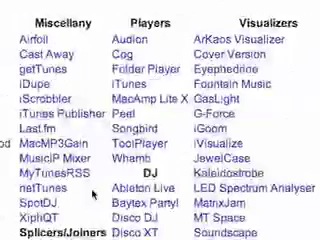 Miscellany Players Visualizers
Airfoil Audion ArKaos Visualizer
Cast Away Cog Cover Version
getTunes Folder Player Eyephedrine
iDupe iTunes Fountain Music
iScrobbler MacAmp Lite X GasLight
iTunes Publisher Peel G-Force
Last.fm Songbird iGoom
od MacMP3Gain ToolPlayer iVisualize
MusicIP Mixer Whamb JewelCase
MyTunesRSS DJ Kaleidostrobe
netTunes Ableton Live LED Spectrum Analyser
SpotDJ Baytex Party! MatrixJam
XiphQT Disco DJ MT Space
Splicers/Joiners Disco XT Soundscape